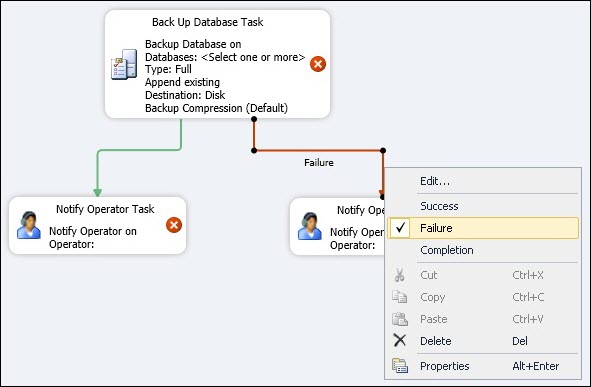 Back Up Database Task
Backup Database on
Databases: <Select one or more>
Type: Full
Append existing
Destination: Disk
Backup Compression (Default)
Failure
Notify Operator Task
Notify Operator on
Operator:
Notify Ope
Notify Oper
Operator:
Edit...
Success
Failure
Completion
Cut Ctrl+X
Copy Ctrl+C
Paste Ctrl+V
Delete Del
Properties Alt+Enter